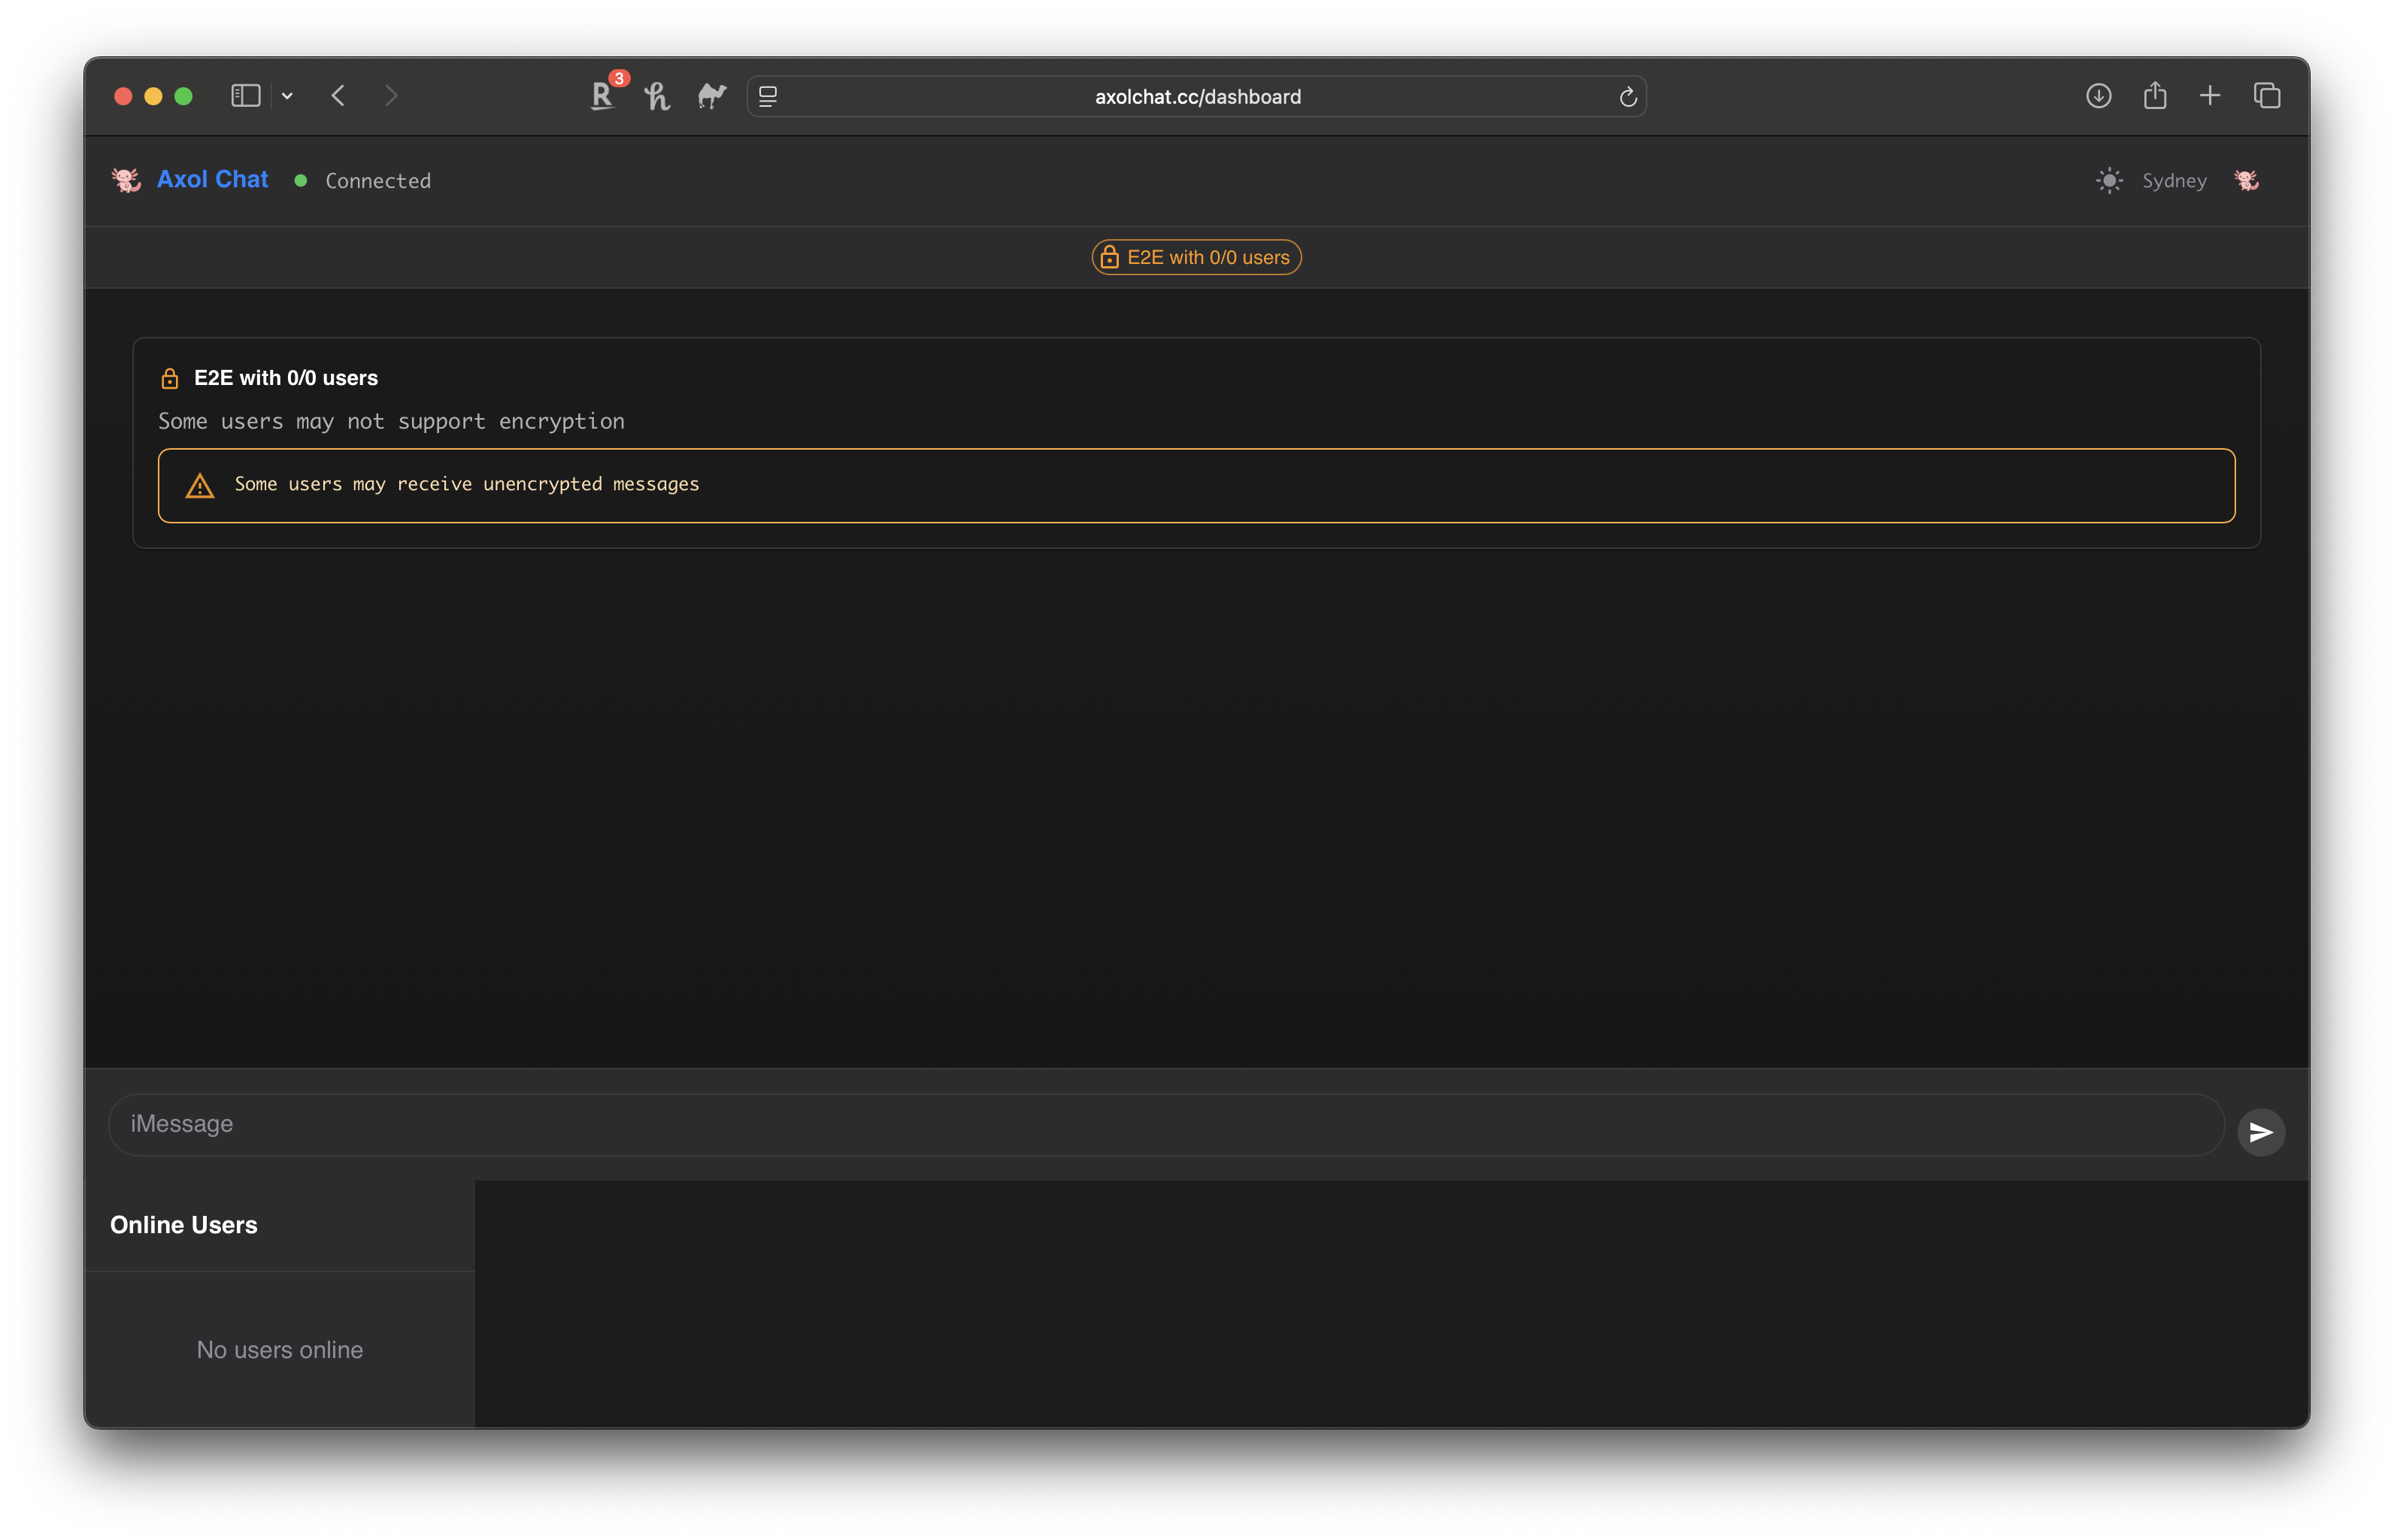 3
axolchat.cc/dashboard
Axol Chat
Connected
Sydney
E2E with 0/0 users
E2E with 0/0 users
Some users may not support encryption
Some users may receive unencrypted messages
iMessage
Online Users
No users online